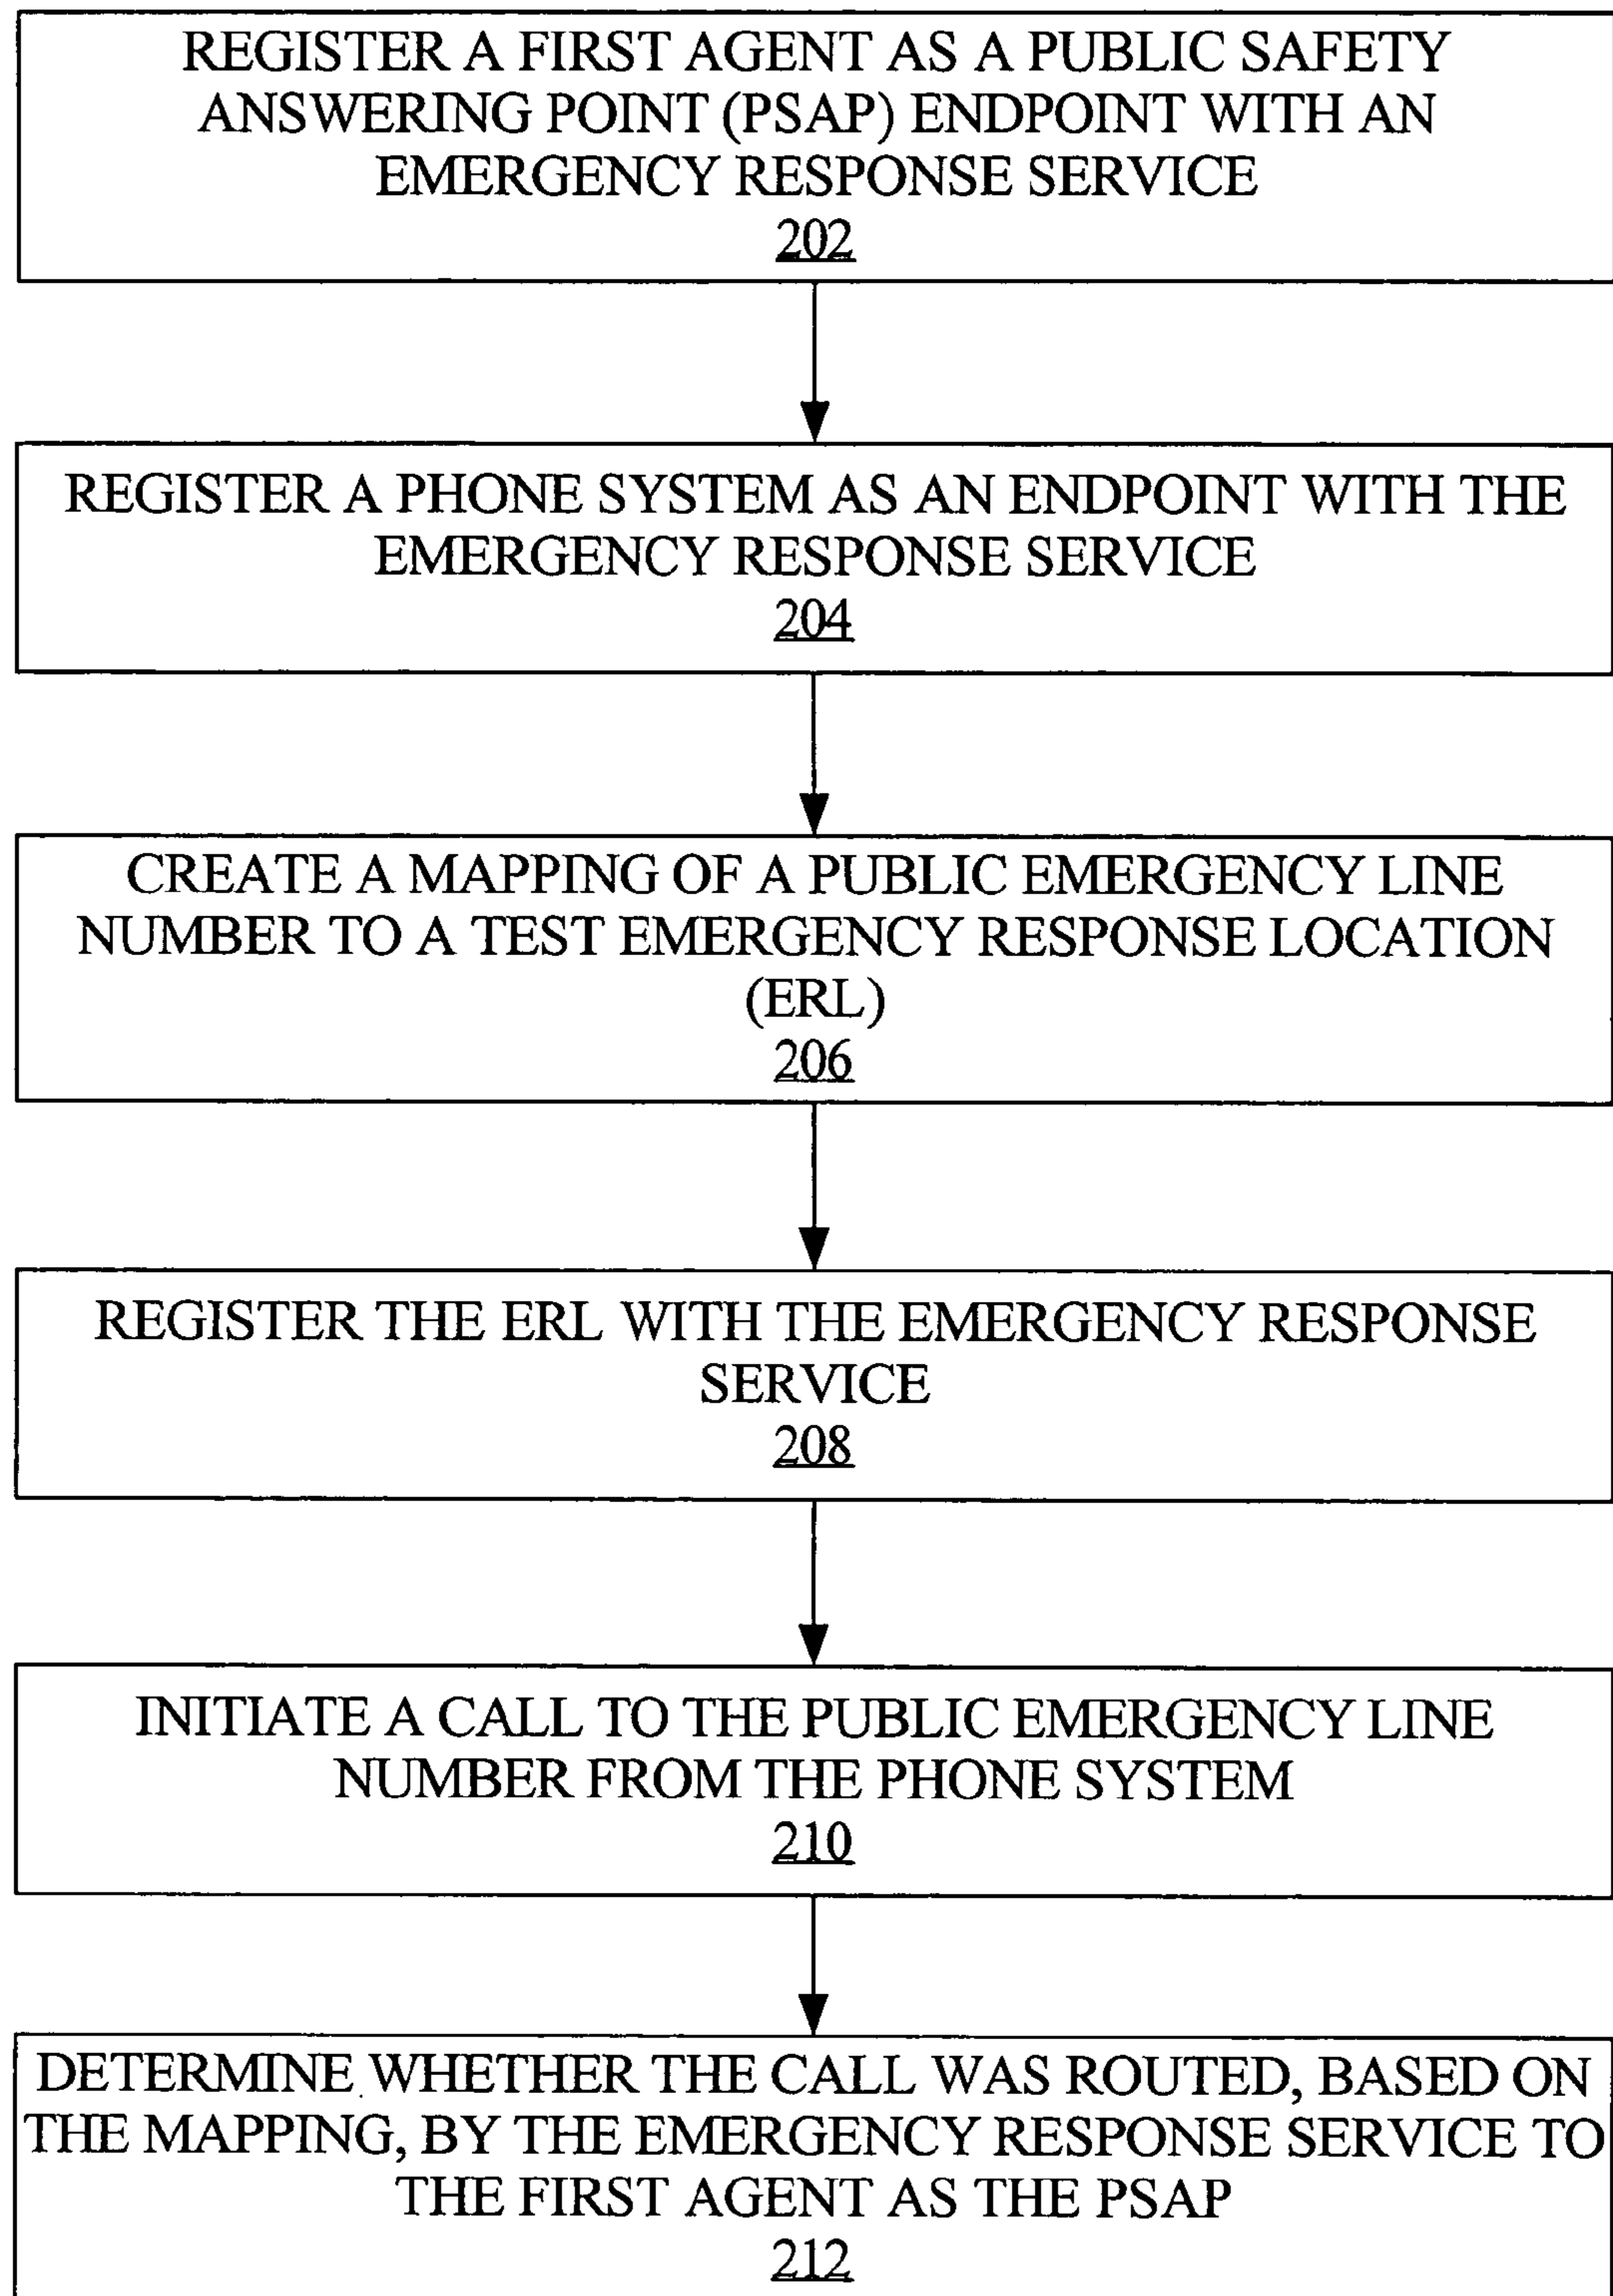 REGISTER A FIRST AGENT AS A PUBLIC SAFETY
ANSWERING POINT (PSAP) ENDPOINT WITH AN
EMERGENCY RESPONSE SERVICE
202
REGISTER A PHONE SYSTEM AS AN ENDPOINT WITH THE
EMERGENCY RESPONSE SERVICE
204
CREATE A MAPPING OF A PUBLIC EMERGENCY LINE
NUMBER TO A TEST EMERGENCY RESPONSE LOCATION
(ERL)
206
REGISTER THE ERL WITH THE EMERGENCY RESPONSE
SERVICE
208
INITIATE A CALL TO THE PUBLIC EMERGENCY LINE
NUMBER FROM THE PHONE SYSTEM
210
DETERMINE WHETHER THE CALL WAS ROUTED, BASED ON
THE MAPPING, BY THE EMERGENCY RESPONSE SERVICE TO
THE FIRST AGENT AS THE PSAP
212